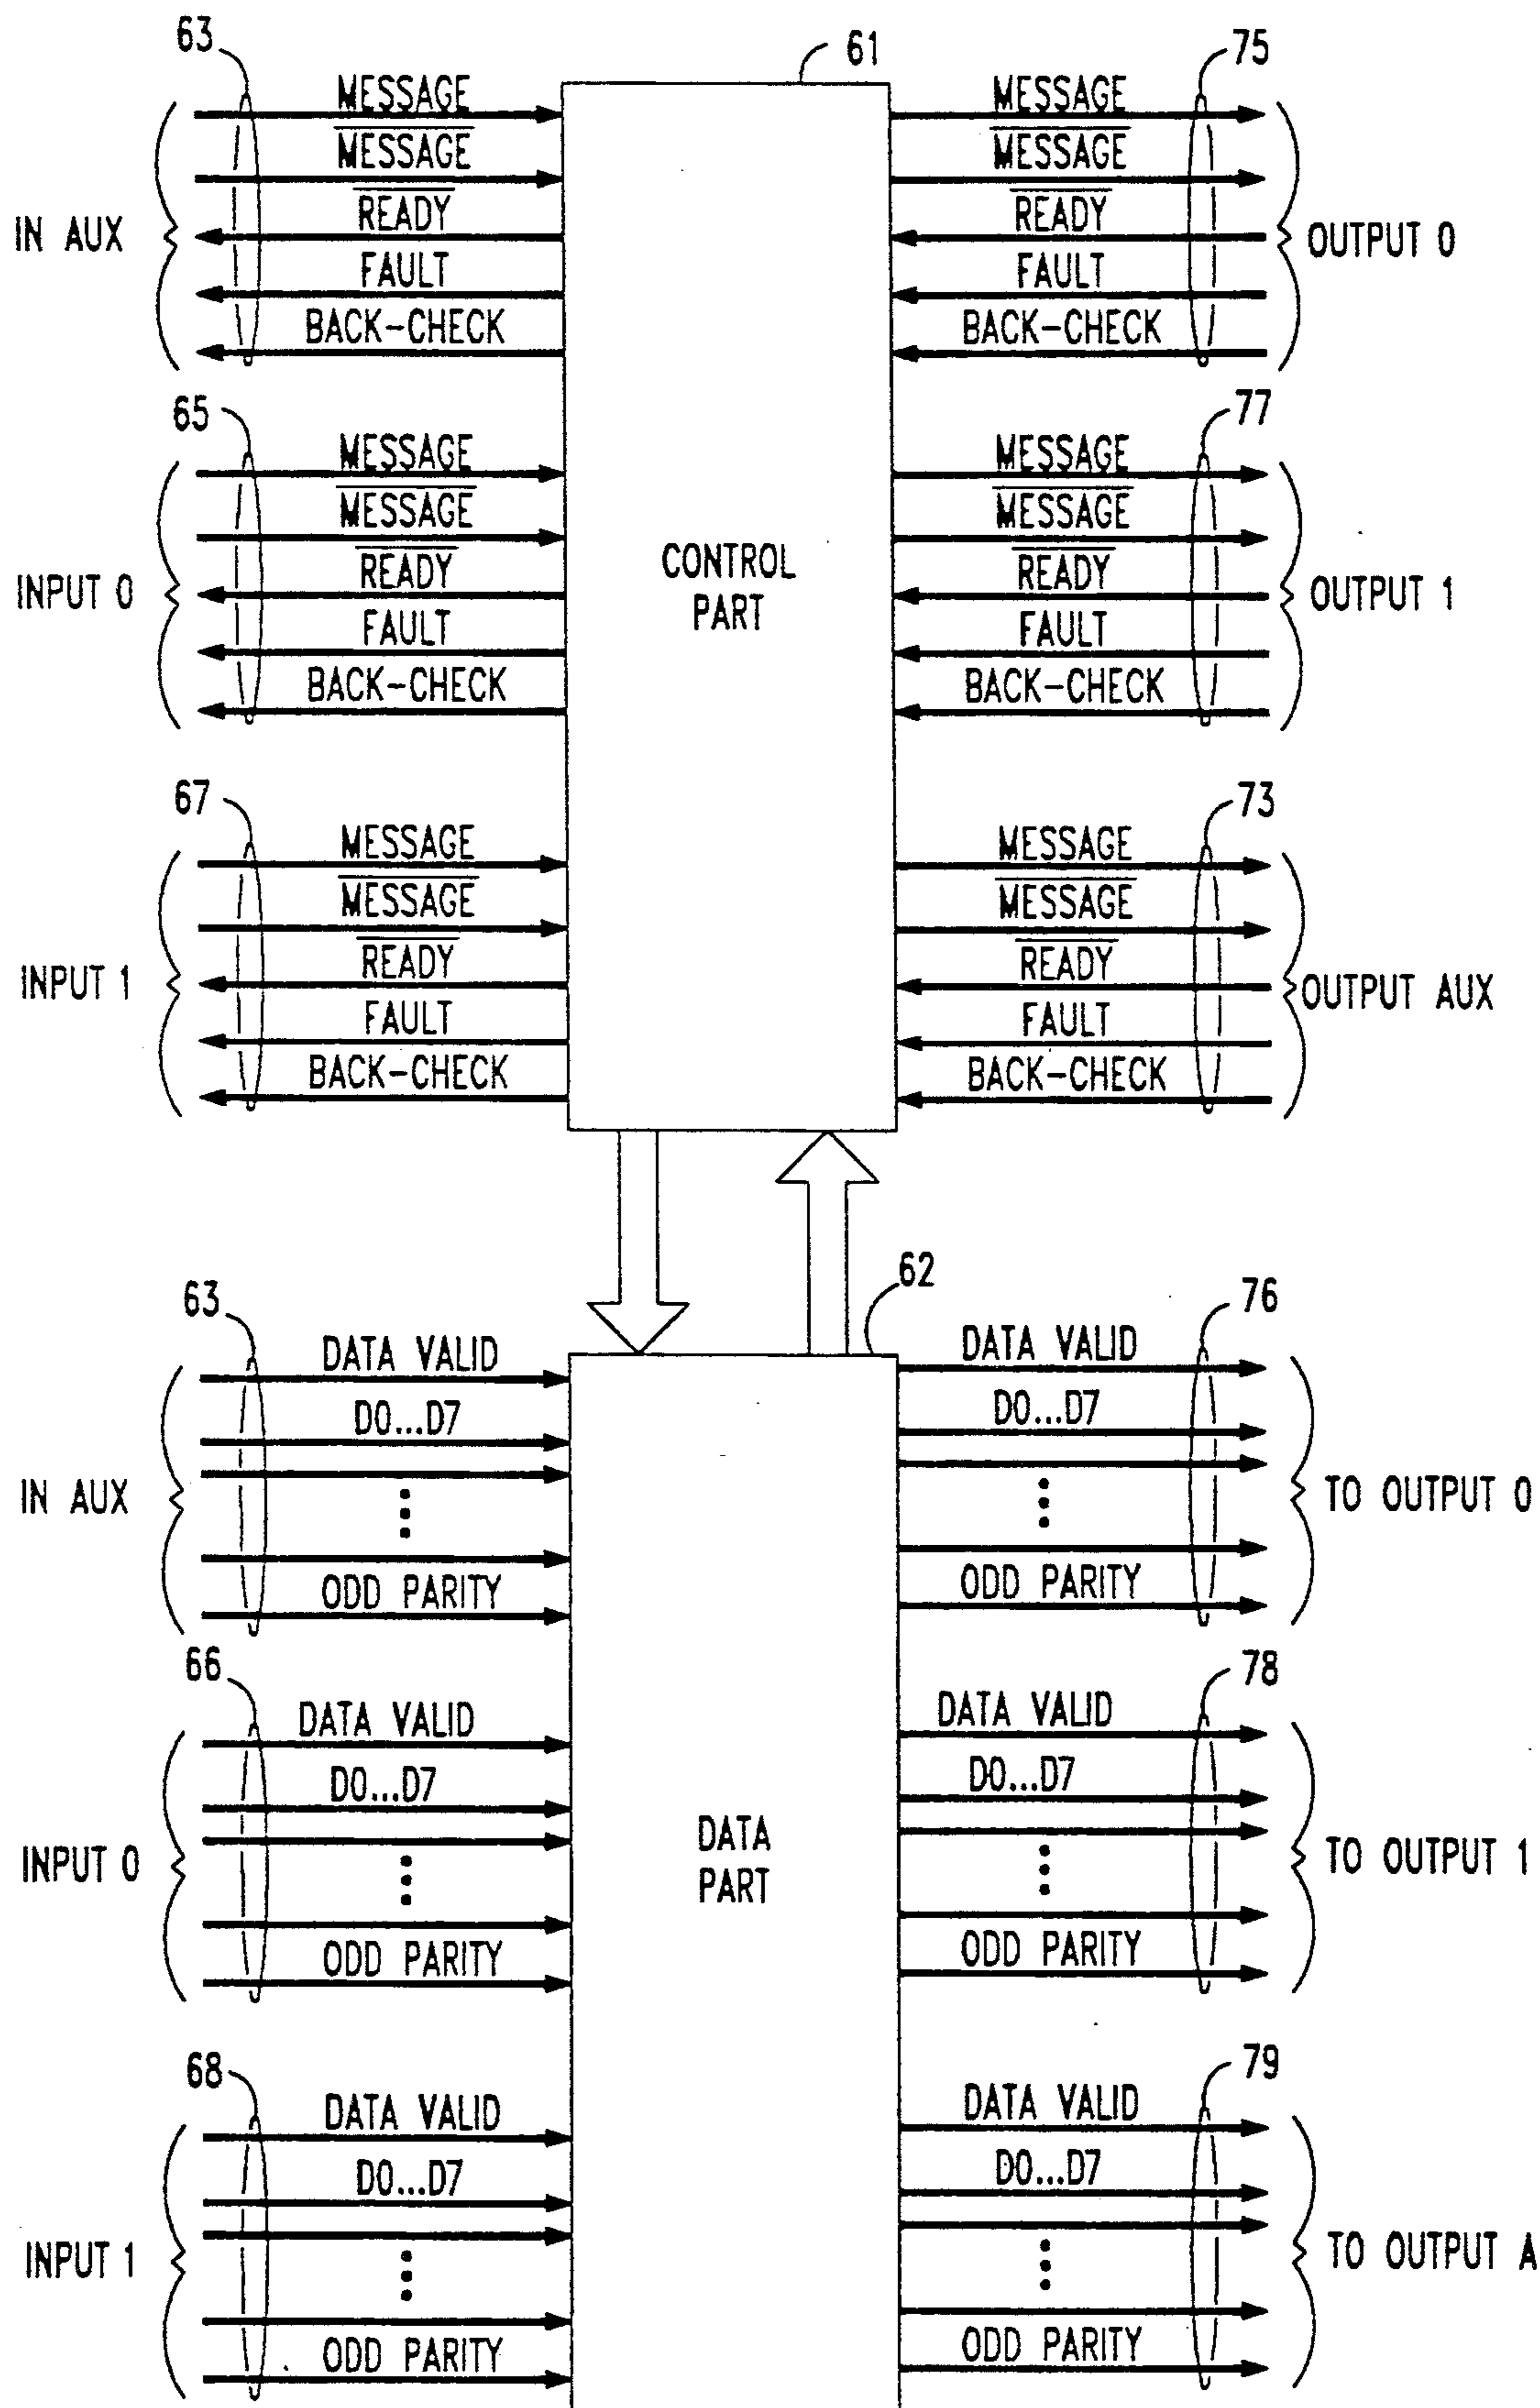 63
61
75
MESSAGE
MESSAGE
READY
FAULT
BACK-CHECK
IN AUX
MESSAGE
MESSAGE
READY
FAULT
BACK-CHECK
OUTPUT 0
65
77
MESSAGE
MESSAGE
READY
FAULT
BACK-CHECK
INPUT 0
CONTROL
PART
MESSAGE
MESSAGE
READY
FAULT
BACK-CHECK
OUTPUT 1
67
73
MESSAGE
MESSAGE
READY
FAULT
BACK-CHECK
INPUT 1
MESSAGE
MESSAGE
READY
FAULT
BACK-CHECK
OUTPUT AUX
63
62
76
DATA VALID
D0...D7
ODD PARITY
IN AUX
DATA VALID
D0...D7
ODD PARITY
TO OUTPUT 0
66
78
DATA VALID
D0...D7
ODD PARITY
INPUT 0
DATA
PART
DATA VALID
D0...D7
ODD PARITY
TO OUTPUT 1
68
79
DATA VALID
D0...D7
ODD PARITY
INPUT 1
DATA VALID
D0...D7
ODD PARITY
TO OUTPUT A